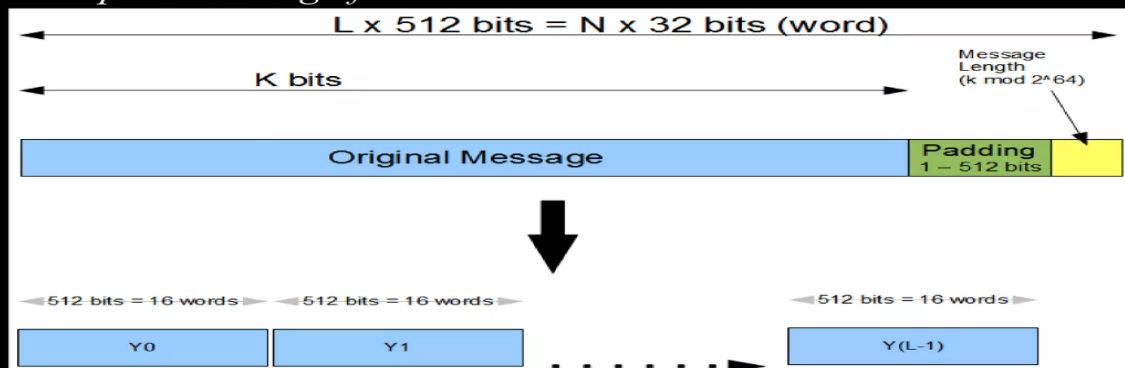 L x 512 bits = N x 32 bits (word)
Message
Length
(k mod 2^64)
K bits
Original Message
Padding
1 – 512 bits
512 bits = 16 words
512 bits = 16 words
512 bits = 16 words
Y0
Y1
Y(L-1)